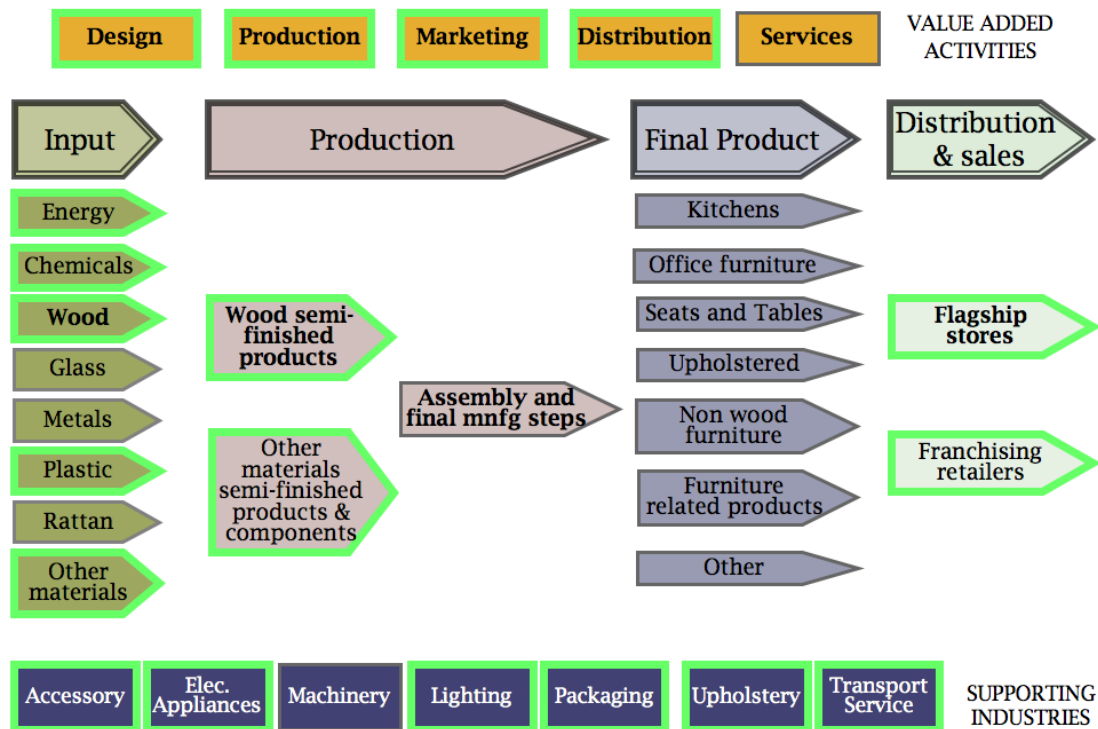 Design
Production
Marketing
Distribution
Services
VALUE ADDED
ACTIVITIES
Input
Production
Final Product
Distribution
& sales
Energy
Chemicals
Wood
Glass
Metals
Plastic
Rattan
Other
materials
Wood semi-
finished
products
Other
materials
semi-finished
products &
components
Assembly and
final mnfg steps
Kitchens
Office furniture
Seats and Tables
Upholstered
Non wood
furniture
Furniture
related products
Other
Flagship
stores
Franchising
retailers
Accessory
Elec.
Appliances
Machinery
Lighting
Packaging
Upholstery
Transport
Service
SUPPORTING
INDUSTRIES